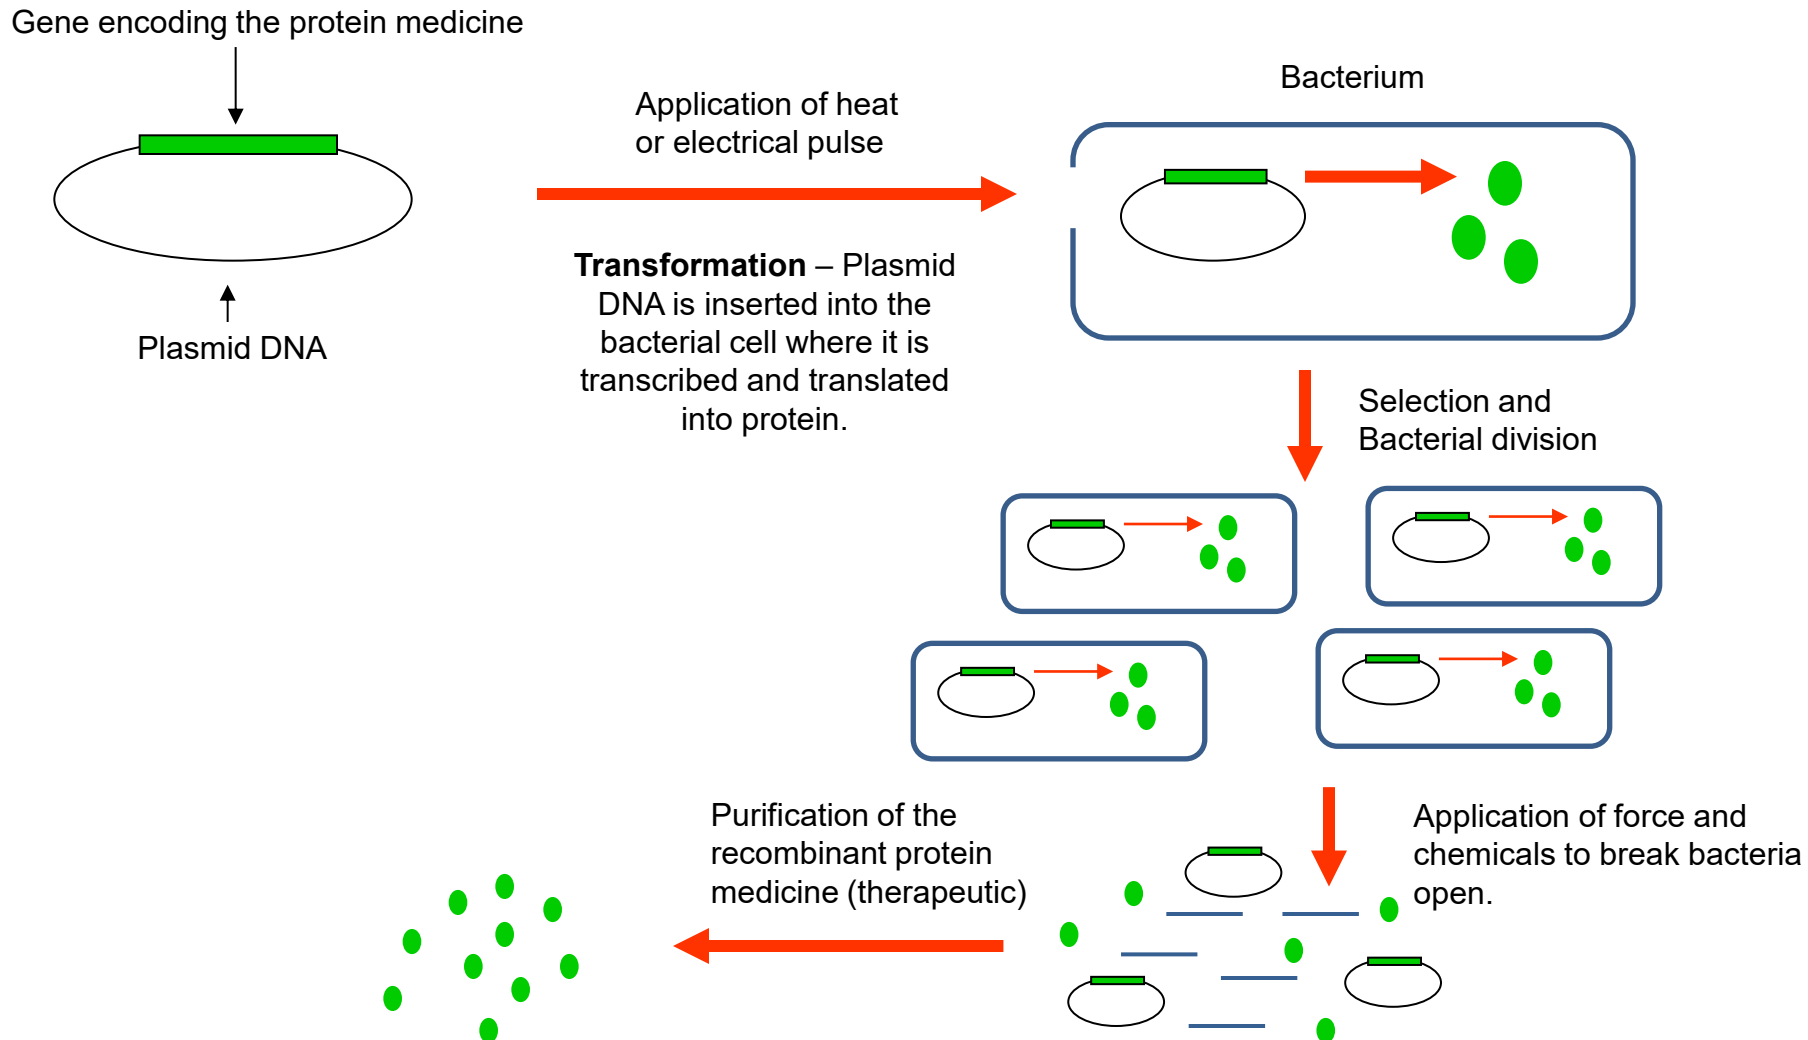 Gene encoding the protein medicine
Plasmid DNA
Application of heat
or electrical pulse
Transformation – Plasmid
DNA is inserted into the
bacterial cell where it is
transcribed and translated
into protein.
Bacterium
Selection and
Bacterial division
Application of force and
chemicals to break bacteria
open.
Purification of the
recombinant protein
medicine (therapeutic)